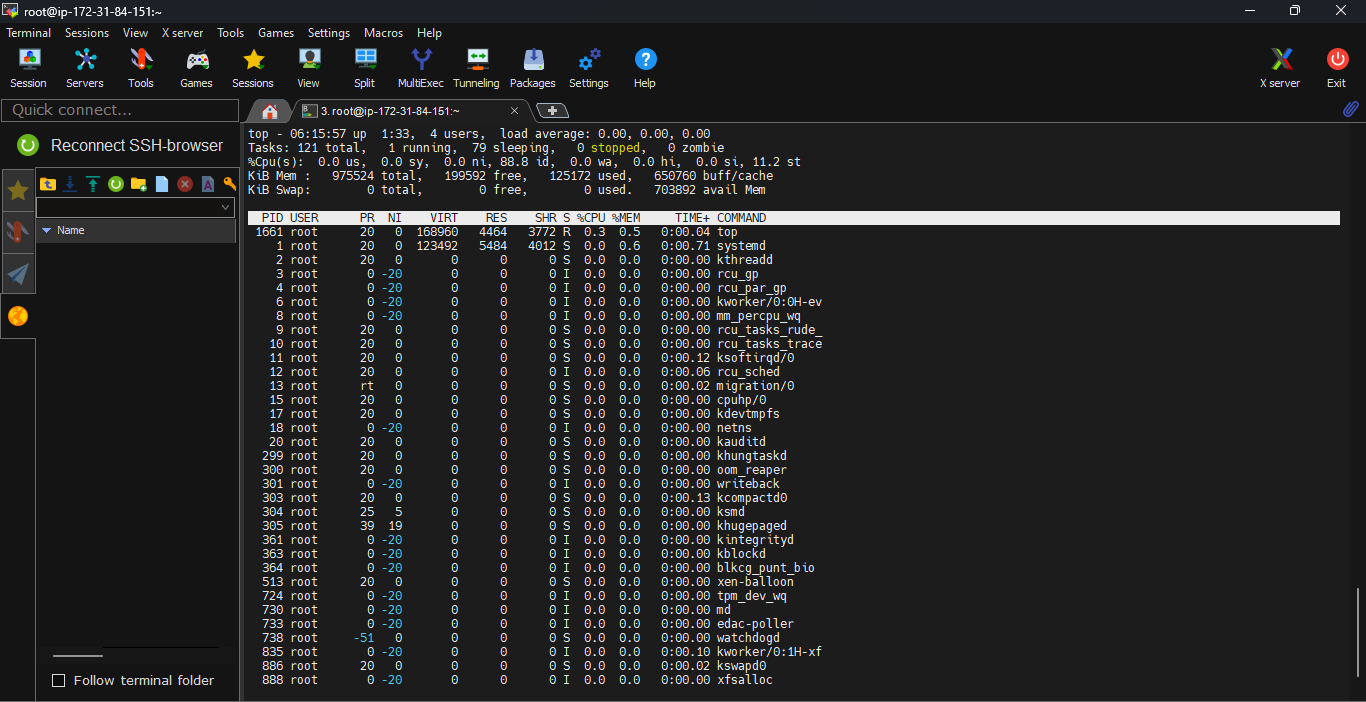 root@ip-172-31-84-151:~
Terminal Sessions View X server Tools Games Settings Macros Help
Session Servers Tools Games Sessions View Split MultiExec Tunneling Packages Settings Help X server Exit
Quick connect...
3. root@ip-172-31-84-151:~
Reconnect SSH-browser
Name
Follow terminal folder
top - 06:15:57 up  1:33,  4 users,  load average: 0.00, 0.00, 0.00
Tasks: 121 total,   1 running,  79 sleeping,   0 stopped,   0 zombie
%Cpu(s):  0.0 us,  0.0 sy,  0.0 ni, 88.8 id,  0.0 wa,  0.0 hi,  0.0 si, 11.2 st
KiB Mem :   975524 total,   199592 free,   125172 used,   650760 buff/cache
KiB Swap:        0 total,        0 free,        0 used.   703892 avail Mem
PID USER PR NI VIRT RES SHR S %CPU %MEM TIME+ COMMAND
1661 root 20 0 168960 4464 3772 R 0.3 0.5 0:00.04 top
1 root 20 0 123492 5484 4012 S 0.0 0.6 0:00.71 systemd
2 root 20 0 0 0 0 S 0.0 0.0 0:00.00 kthreadd
3 root 0 -20 0 0 0 I 0.0 0.0 0:00.00 rcu_gp
4 root 0 -20 0 0 0 I 0.0 0.0 0:00.00 rcu_par_gp
6 root 0 -20 0 0 0 I 0.0 0.0 0:00.00 kworker/0:0H-ev
8 root 0 -20 0 0 0 I 0.0 0.0 0:00.00 mm_percpu_wq
9 root 20 0 0 0 0 S 0.0 0.0 0:00.00 rcu_tasks_rude_
10 root 20 0 0 0 0 S 0.0 0.0 0:00.00 rcu_tasks_trace
11 root 20 0 0 0 0 S 0.0 0.0 0:00.12 ksoftirqd/0
12 root 20 0 0 0 0 I 0.0 0.0 0:00.06 rcu_sched
13 root rt 0 0 0 0 S 0.0 0.0 0:00.02 migration/0
15 root 20 0 0 0 0 S 0.0 0.0 0:00.00 cpuhp/0
17 root 20 0 0 0 0 S 0.0 0.0 0:00.00 kdevtmpfs
18 root 0 -20 0 0 0 I 0.0 0.0 0:00.00 netns
20 root 20 0 0 0 0 S 0.0 0.0 0:00.00 kauditd
299 root 20 0 0 0 0 S 0.0 0.0 0:00.00 khungtaskd
300 root 20 0 0 0 0 S 0.0 0.0 0:00.00 oom_reaper
301 root 0 -20 0 0 0 I 0.0 0.0 0:00.00 writeback
303 root 20 0 0 0 0 S 0.0 0.0 0:00.13 kcompactd0
304 root 25 5 0 0 0 S 0.0 0.0 0:00.00 ksmd
305 root 39 19 0 0 0 S 0.0 0.0 0:00.00 khugepaged
361 root 0 -20 0 0 0 I 0.0 0.0 0:00.00 kintegrityd
363 root 0 -20 0 0 0 I 0.0 0.0 0:00.00 kblockd
364 root 0 -20 0 0 0 I 0.0 0.0 0:00.00 blkcg_punt_bio
513 root 20 0 0 0 0 S 0.0 0.0 0:00.00 xen-balloon
724 root 0 -20 0 0 0 I 0.0 0.0 0:00.00 tpm_dev_wq
730 root 0 -20 0 0 0 I 0.0 0.0 0:00.00 md
733 root 0 -20 0 0 0 I 0.0 0.0 0:00.00 edac-poller
738 root -51 0 0 0 0 S 0.0 0.0 0:00.00 watchdogd
835 root 0 -20 0 0 0 I 0.0 0.0 0:00.10 kworker/0:1H-xf
886 root 20 0 0 0 0 S 0.0 0.0 0:00.02 kswapd0
888 root 0 -20 0 0 0 I 0.0 0.0 0:00.00 xfsalloc